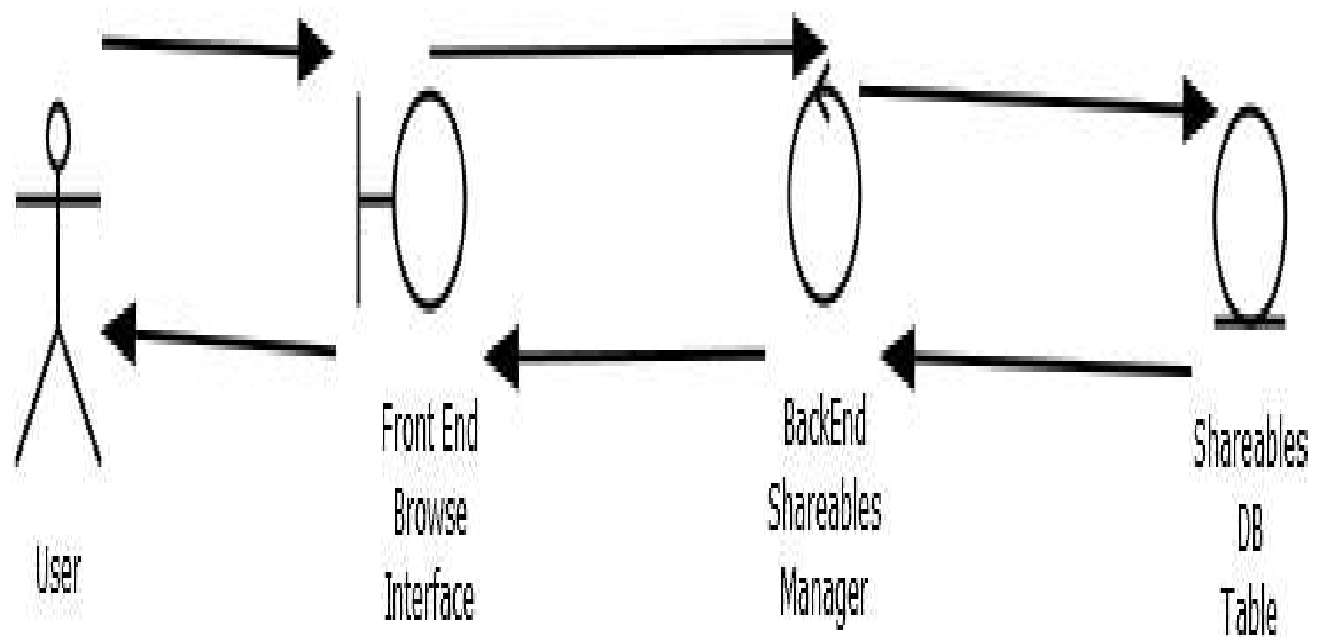 User
Front End
Browse
Interface
BackEnd
Shareables
Manager
Shareables
DB
Table